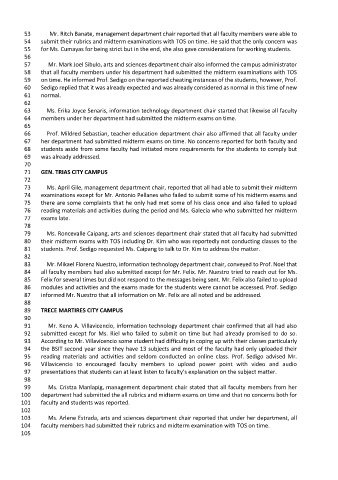 53 Mr. Ritch Banate, management department chair reported that all faculty members were able to
54 submit their rubrics and midterm examinations with TOS on time. He said that the only concern was
55 for Ms. Cumayas for being strict but in the end, she also gave considerations for working students.
56
57 Mr. Mark Joel Sibulo, arts and sciences department chair also informed the campus administrator
58 that all faculty members under his department had submitted the midterm examinations with TOS
59 on time. He informed Prof. Sedigo on the reported cheating instances of the students, however, Prof.
60 Sedigo replied that it was already expected and was already considered as normal in this time of new
61 normal.
62
63 Ms. Erika Joyce Senaris, information technology department chair started that likewise all faculty
64 members under her department had submitted the midterm exams on time.
65
66 Prof. Mildred Sebastian, teacher education department chair also affirmed that all faculty under
67 her department had submitted midterm exams on time. No concerns reported for both faculty and
68 students aside from some faculty had initiated more requirements for the students to comply but
69 was already addressed.
70
71 GEN. TRIAS CITY CAMPUS
72
73 Ms. April Gile, management department chair, reported that all had able to submit their midterm
74 examinations except for Mr. Antonio Pellanes who failed to submit some of his midterm exams and
75 there are some complaints that he only had met some of his class once and also failed to upload
76 reading materials and activities during the period and Ms. Galecia who who submitted her midterm
77 exams late.
78
79 Ms. Roncevalle Caipang, arts and sciences department chair stated that all faculty had submitted
80 their midterm exams with TOS including Dr. Kim who was reportedly not conducting classes to the
81 students. Prof. Sedigo requested Ms. Caipang to talk to Dr. Kim to address the matter.
82
83 Mr. Mikael Florenz Nuestro, information technology department chair, conveyed to Prof. Noel that
84 all faculty members had also submitted except for Mr. Felix. Mr. Nuestro tried to reach out for Ms.
85 Felix for several times but did not respond to the messages being sent. Mr. Felix also failed to upload
86 modules and activities and the exams made for the students were cannot be accessed. Prof. Sedigo
87 informed Mr. Nuestro that all information on Mr. Felix are all noted and be addressed.
88
89 TRECE MARTIRES CITY CAMPUS
90
91 Mr. Keno A. Villavicencio, information technology department chair confirmed that all had also
92 submitted except for Ms. Riel who failed to submit on time but had already promised to do so.
93 According to Mr. Villavicencio some student had difficulty in coping up with their classes particularly
94 the BSIT second year since they have 13 subjects and most of the faculty had only uploaded their
95 reading materials and activities and seldom conducted an online class. Prof. Sedigo advised Mr.
96 Villavicencio to encouraged faculty members to upload power point with video and audio
97 presentations that students can at least listen to faculty's explanation on the subject matter.
98
99 Ms. Cristza Manlapig, management department chair stated that all faculty members from her
100 department had submitted the all rubrics and midterm exams on time and that no concerns both for
101 faculty and students was reported.
102
103 Ms. Arlene Estrada, arts and sciences department chair reported that under her department, all
104 faculty members had submitted their rubrics and midterm examination with TOS on time.
105